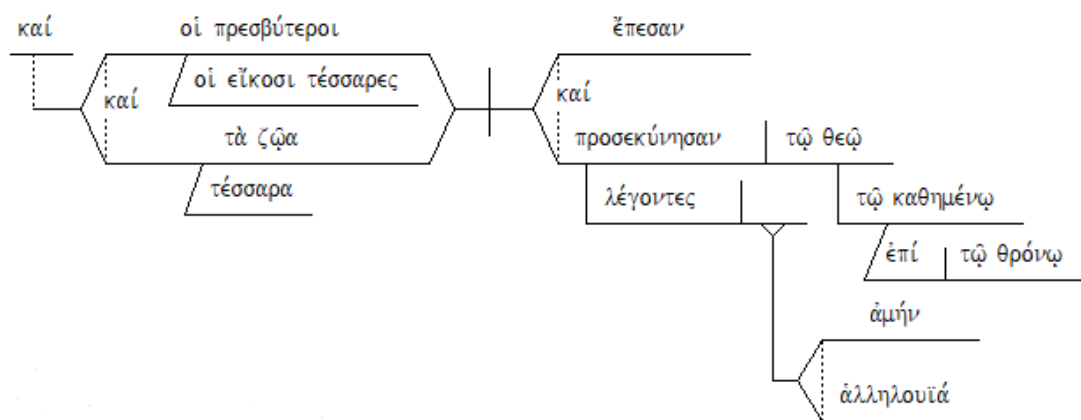 καί
οἱ πρεσβύτεροι
ἔπεσαν
οἱ εἴκοσι τέσσαρες
καί
καί
τὰ ζῷα
προσεκύνησαν
τῷ θεῷ
τέσσαρα
λέγοντες
τῷ καθημένῳ
ἐπί
τῷ θρόνῳ
ἀμήν
ἁλληλουϊά